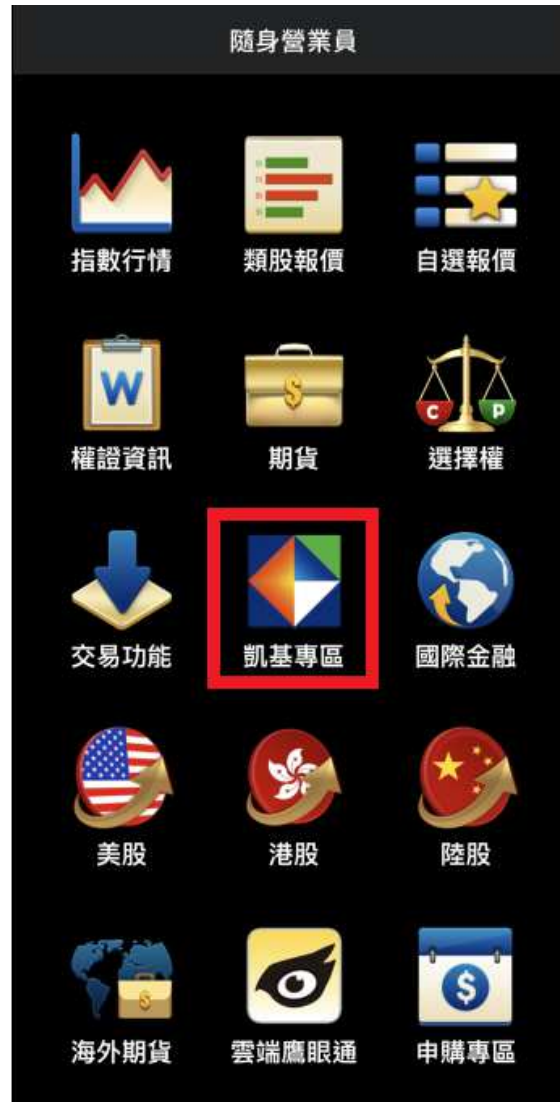 隨身營業員
指數行情 類股報價 自選報價
W $ C P
權證資訊 期貨 選擇權
交易功能 凱基專區 國際金融
美股 港股 陸股
$ $
海外期貨 雲端鷹眼通 申購專區